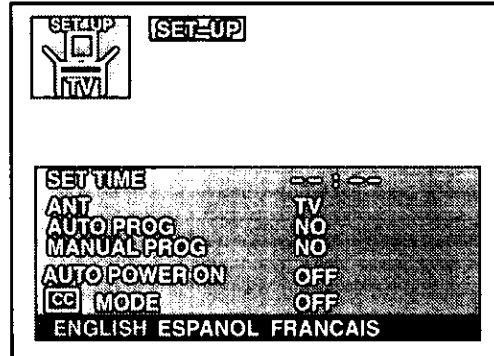 SET-UP
TV
SET-UP
SET TIME --:--
ANT TV
AUTO PROG NO
MANUAL PROG NO
AUTO POWER ON OFF
CC MODE OFF
ENGLISH ESPANOL FRANCAIS